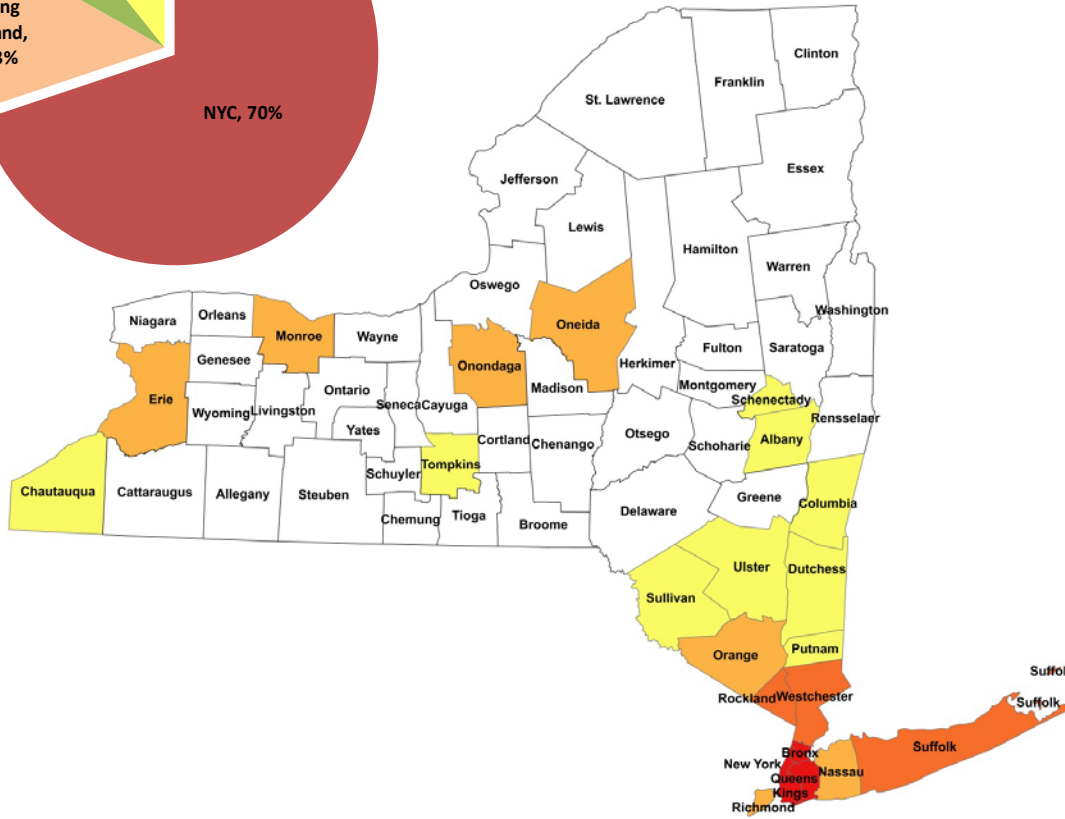 and,
NYC, 70%
Clinton
Franklin
St. Lawrence
Essex
Jefferson
Lewis
Hamilton
Warren
Oswego
Washington
Niagara
Orleans
Monroe
Wayne
Oneida
Fulton
Saratoga
Genesee
Onondaga
Herkimer
Madison
Montgomery
Erie
Ontario
Schenectady
Wyoming
Livingston
Seneca
Cayuga
Rensselaer
Yates
Otsego
Albany
Cortland
Chenango
Schoharie
Tompkins
Schuyler
Chautauqua
Cattaraugus
Allegany
Steuben
Greene
Columbia
Delaware
Chemung
Tioga
Broome
Ulster
Dutchess
Sullivan
Putnam
Orange
Rockland
Westchester
Suffolk
Suffolk
Bronx
New York
Nassau
Queens
Kings
Richmond